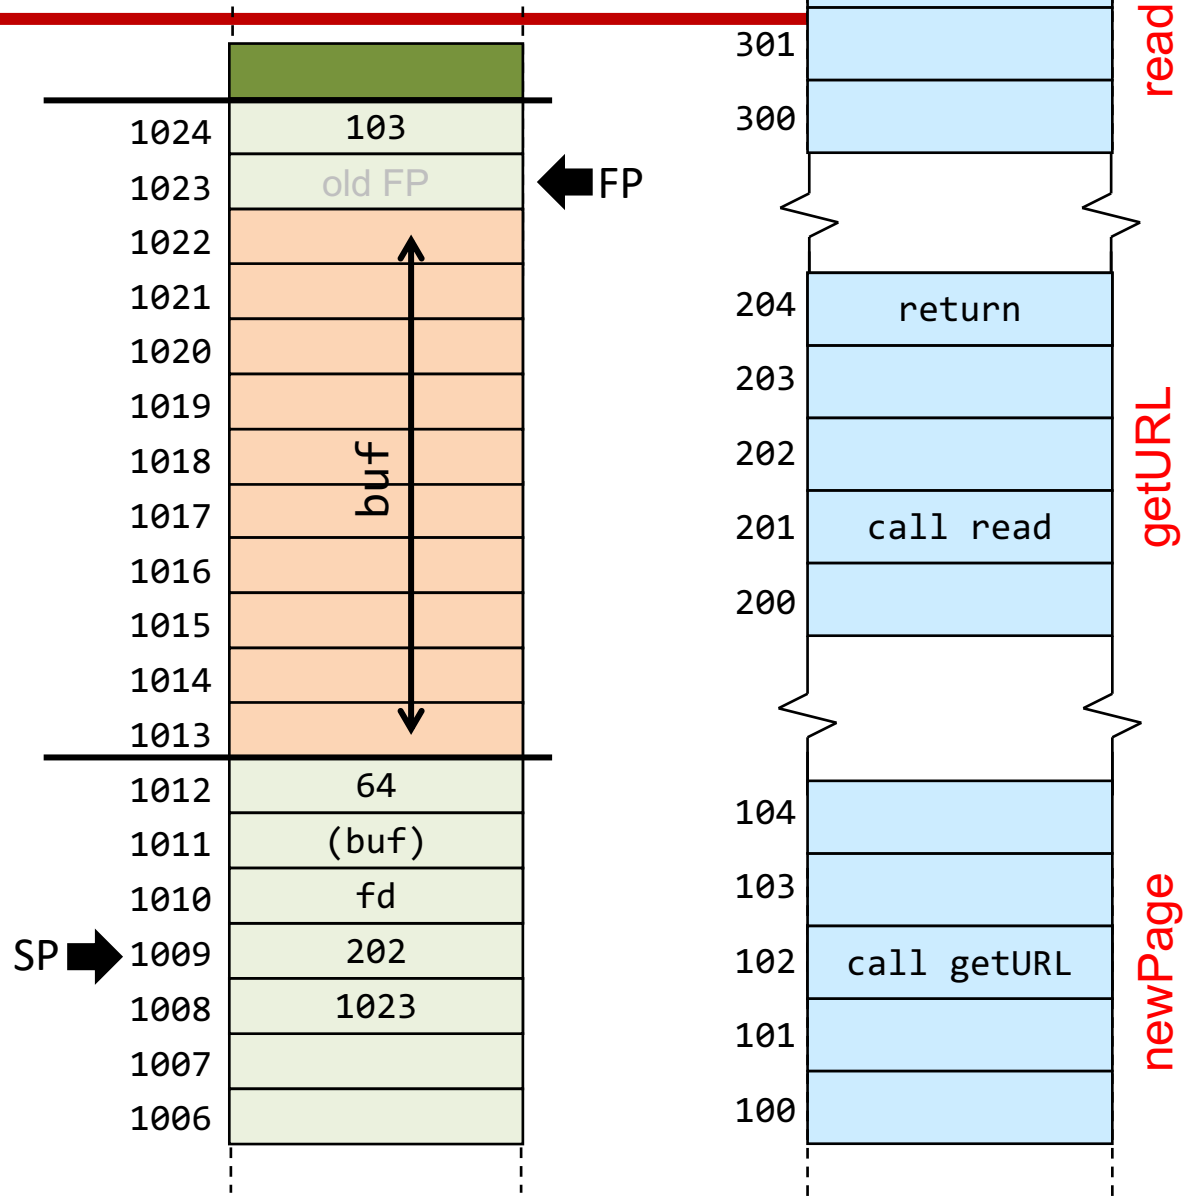 1024 103
1023 old FP FP
1022
1021
1020
1019
1018
1017
1016
1015
1014
1013
buf
1012 64
1011 (buf)
1010 fd
SP 1009 202
1008 1023
1007
1006
301
300
read
204 return
203
202
201 call read
200
getURL
104
103
102 call getURL
101
100
newPage